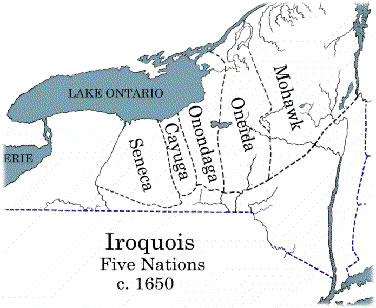 LAKE ONTARIO
ERIE
Seneca
Cayuga
Onondaga
Oneida
Mohawk
Iroquois
Five Nations
c. 1650